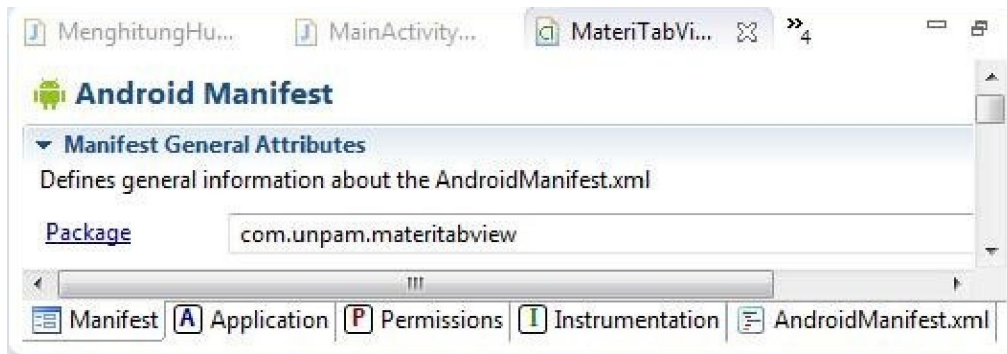 MenghitungHu... MainActivity... MateriTabVi... »4
Android Manifest
Manifest General Attributes
Defines general information about the AndroidManifest.xml
Package com.unpam.materitabview
Manifest A Application P Permissions I Instrumentation AndroidManifest.xml